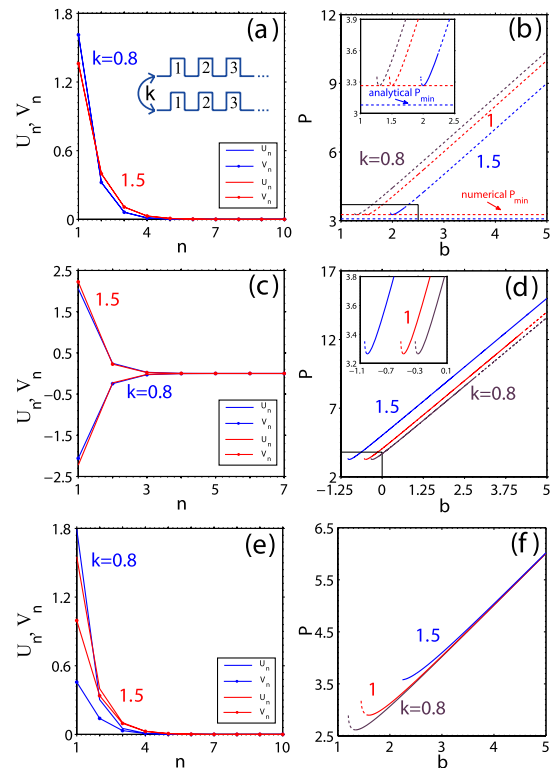 (a)
1.8
1.2
0.6
0
U_n, V_n
k=0.8
1.5
k
1 2 3 ...
1 2 3 ...
U_n
V_n
U_n
V_n
1 4 7 10
n
(b)
15
12
9
6
3
P
3.9
3.6
3.3
3
1 1.5 2 2.5
analytical P_min
k=0.8
1
1.5
numerical P_min
1 2 3 4 5
b
(c)
2.5
1.5
0.5
−0.5
−1.5
−2.5
U_n, V_n
1.5
k=0.8
U_n
V_n
U_n
V_n
1 3 5 7
n
(d)
17
12
7
P
3.8
3.6
3.4
3.2
-1.1 -0.7 -0.3 0.1
1
1.5
k=0.8
−1.25 0 1.25 2.5 3.75 5
b
(e)
1.8
1.2
0.6
0
U_n, V_n
k=0.8
1.5
U_n
V_n
U_n
V_n
1 4 7 10
n
(f)
6.5
5.5
4.5
3.5
2.5
P
1.5
1
k=0.8
1 2 3 4 5
b